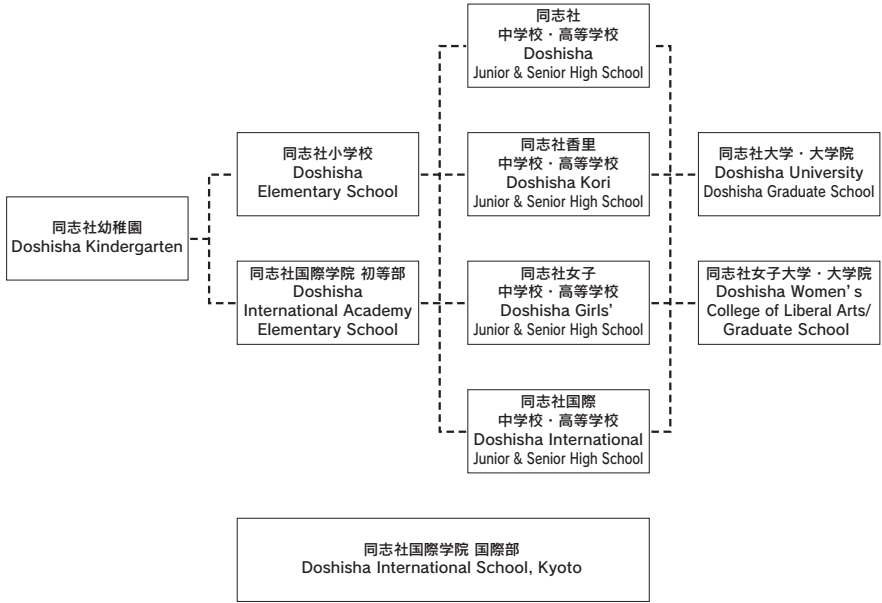 同志社幼稚園
Doshisha Kindergarten
同志社小学校
Doshisha
Elementary School
同志社国際学院 初等部
Doshisha
International Academy
Elementary School
同志社
中学校・高等学校
Doshisha
Junior & Senior High School
同志社香里
中学校・高等学校
Doshisha Kori
Junior & Senior High School
同志社女子
中学校・高等学校
Doshisha Girls’
Junior & Senior High School
同志社国際
中学校・高等学校
Doshisha International
Junior & Senior High School
同志社大学・大学院
Doshisha University
Doshisha Graduate School
同志社女子大学・大学院
Doshisha Women’s
College of Liberal Arts/
Graduate School
同志社国際学院 国際部
Doshisha International School, Kyoto